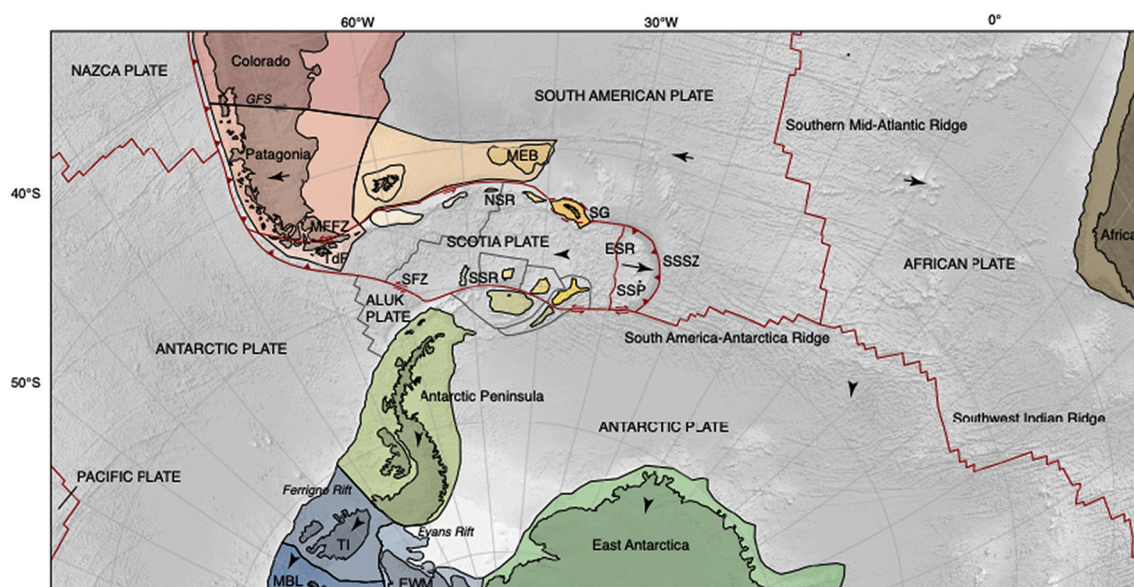 60°W
30°W
0°
NAZCA PLATE
Colorado
GFS
SOUTH AMERICAN PLATE
Southern Mid-Atlantic Ridge
Patagonia
MEB
40°S
NSR
SG
MFFZ
TdF
SCOTIA PLATE
ESR
SSSZ
Africa
AFRICAN PLATE
SFZ
SSR
SSP
ALUK
PLATE
South America-Antarctica Ridge
ANTARCTIC PLATE
50°S
Antarctic Peninsula
Southwest Indian Ridge
ANTARCTIC PLATE
PACIFIC PLATE
Ferrigno Rift
Evans Rift
TI
East Antarctica
MBL
EWM